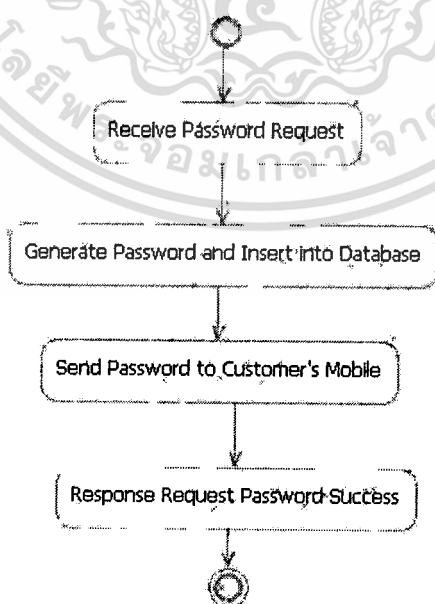 Receive Password Request
Generate Password and Insert into Database
Send Password to Customer's Mobile
Response Request Password Success